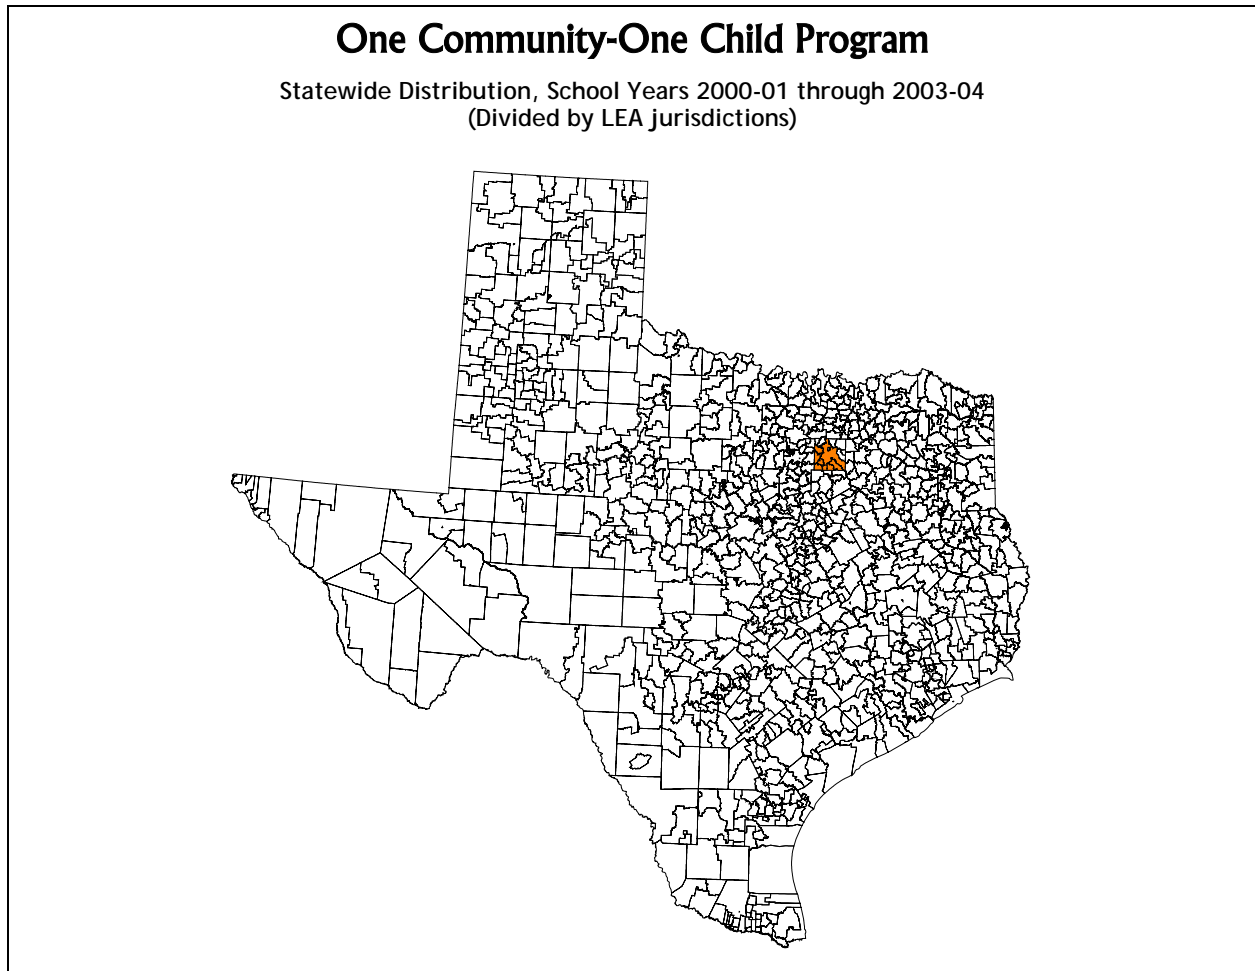 One Community-One Child Program
Statewide Distribution, School Years 2000-01 through 2003-04
(Divided by LEA jurisdictions)